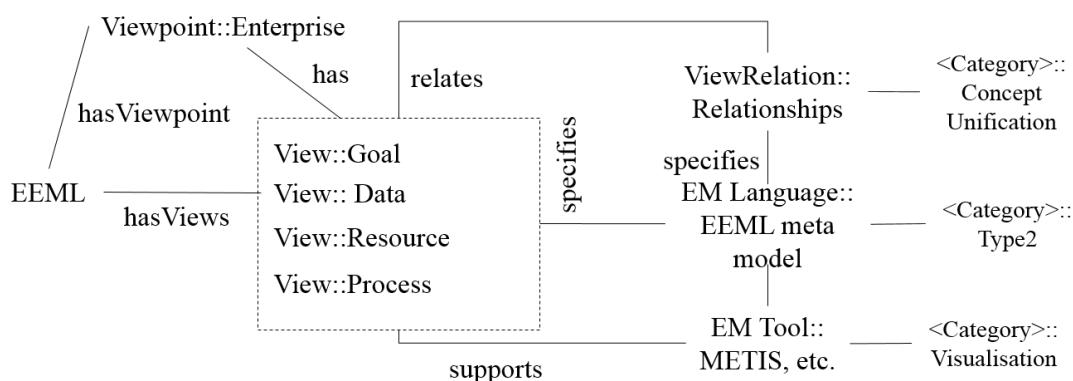 Viewpoint::Enterprise
has
relates
hasViewpoint
ViewRelation::
Relationships
<Category>::
Concept
Unification
View::Goal
View:: Data
View::Resource
View::Process
EEML
hasViews
specifies
specifies
EM Language::
EEML meta
model
<Category>::
Type2
EM Tool::
METIS, etc.
<Category>::
Visualisation
supports